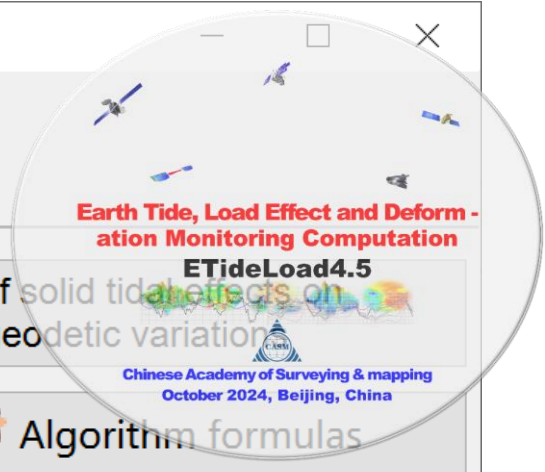 Earth Tide, Load Effect and Deform -
ation Monitoring Computation
ETideLoad4.5
f solid tidal effects on
eodetic variation
CASM
Chinese Academy of Surveying & mapping
October 2024, Beijing, China
Algorithm formulas